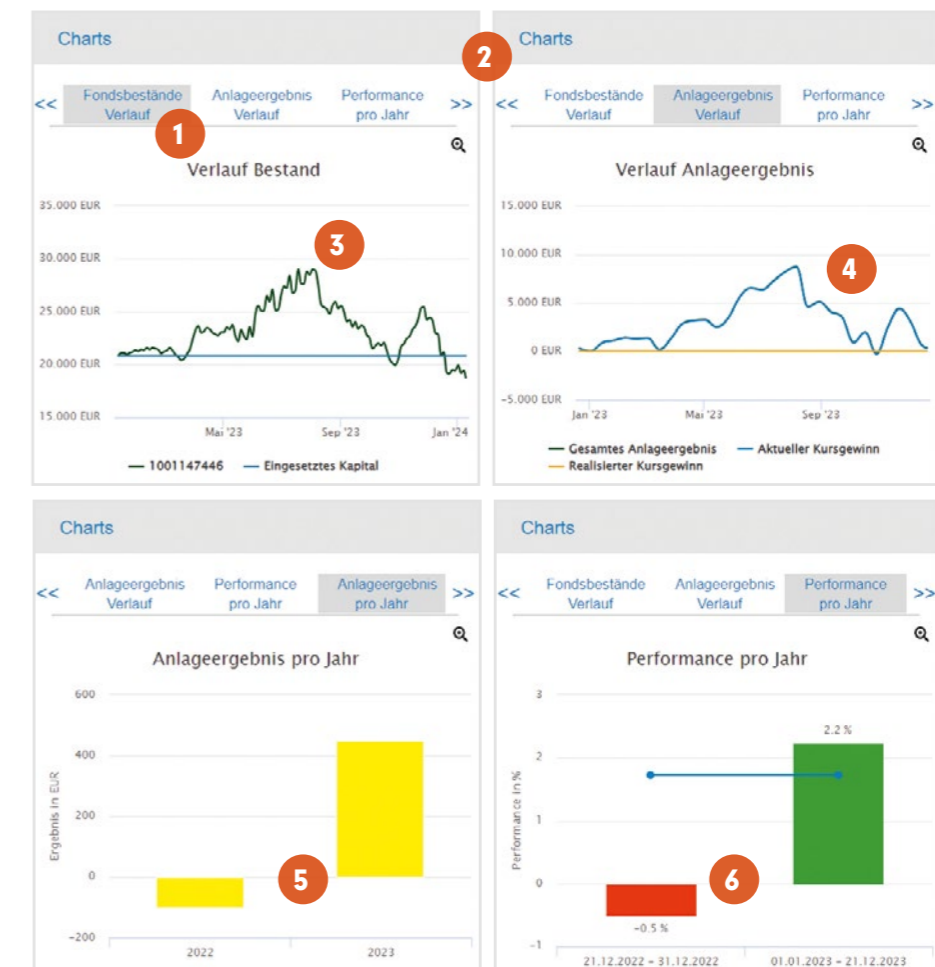 Charts
<<
Fondsbestände
Verlauf
Anlageergebnis
Verlauf
Performance
pro Jahr
>>
1
Verlauf Bestand
35.000 EUR
30.000 EUR
25.000 EUR
20.000 EUR
15.000 EUR
3
Mai '23
Sep '23
Jan '24
1001147446
Eingesetztes Kapital
2
Charts
<<
Fondsbestände
Verlauf
Anlageergebnis
Verlauf
Performance
pro Jahr
>>
Verlauf Anlageergebnis
15.000 EUR
10.000 EUR
5.000 EUR
0 EUR
-5.000 EUR
4
Jan '23
Mai '23
Sep '23
Gesamtes Anlageergebnis
Aktueller Kursgewinn
Realisierter Kursgewinn
Charts
<<
Anlageergebnis
Verlauf
Performance
pro Jahr
Anlageergebnis
pro Jahr
>>
Anlageergebnis pro Jahr
Ergebnis in EUR
600
400
200
0
-200
5
2022
2023
Charts
<<
Fondsbestände
Verlauf
Anlageergebnis
Verlauf
Performance
pro Jahr
>>
Performance pro Jahr
Performance in %
3
2
1
0
-1
2.2 %
6
-0.5 %
21.12.2022 - 31.12.2022
01.01.2023 - 21.12.2023